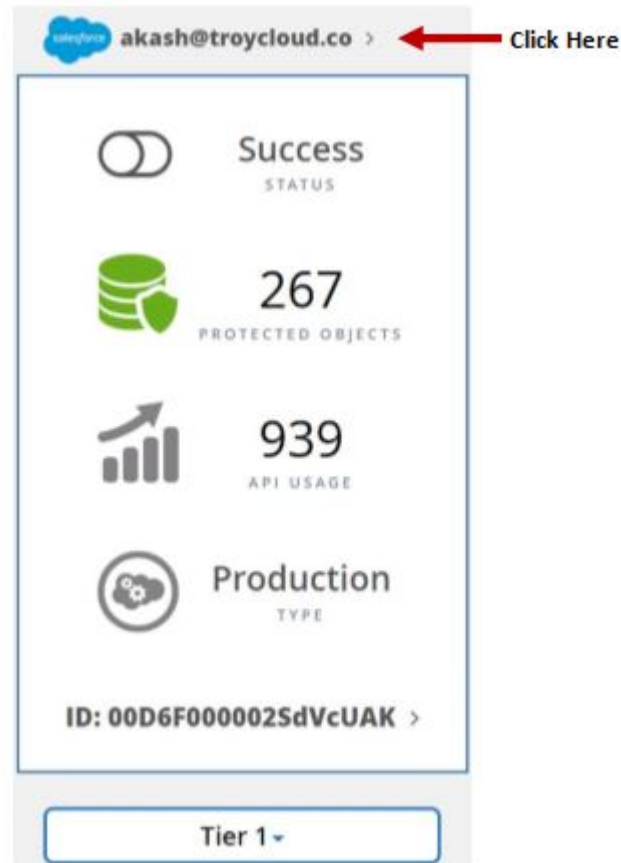 salesforce akash@troycloud.co > Click Here
Success
STATUS
267
PROTECTED OBJECTS
939
API USAGE
Production
TYPE
ID: 00D6F000002SdVcUAK >
Tier 1